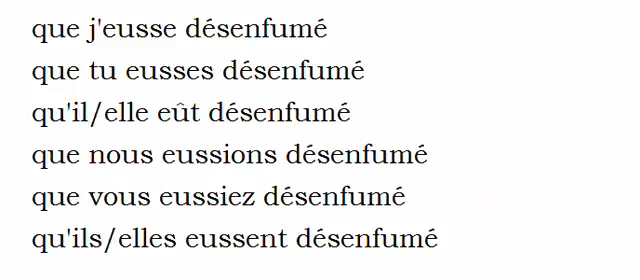 que j'eusse désenfumé
que tu eusses désenfumé
qu'il/elle eût désenfumé
que nous eussions désenfumé
que vous eussiez désenfumé
qu'ils/elles eussent désenfumé